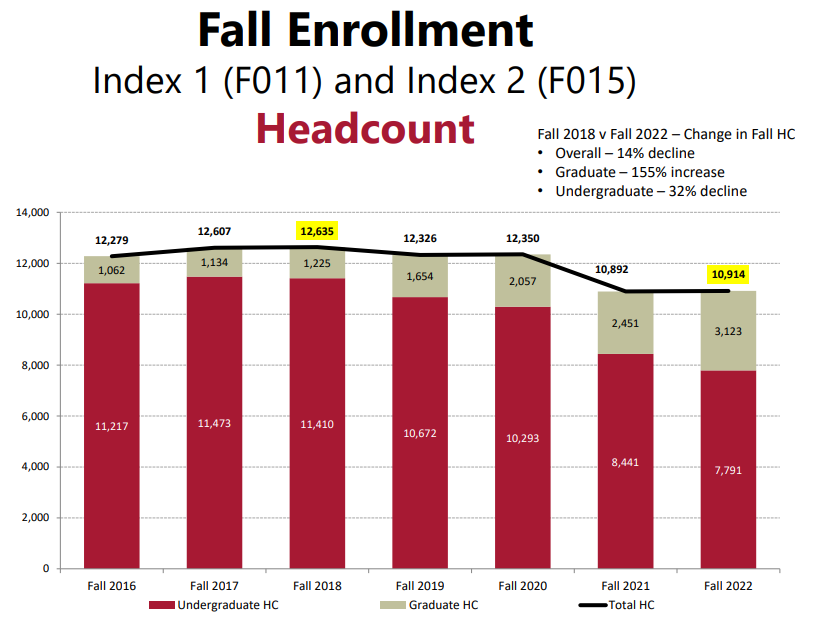 Fall Enrollment
Index 1 (F011) and Index 2 (F015)
Headcount
Fall 2018 v Fall 2022 – Change in Fall HC
• Overall – 14% decline
• Graduate – 155% increase
• Undergraduate – 32% decline
14,000
12,000
10,000
8,000
6,000
4,000
2,000
0
12,279
12,607
12,635
12,326
12,350
10,892
10,914
1,062
1,134
1,225
1,654
2,057
2,451
3,123
11,217
11,473
11,410
10,672
10,293
8,441
7,791
Fall 2016
Fall 2017
Fall 2018
Fall 2019
Fall 2020
Fall 2021
Fall 2022
Undergraduate HC
Graduate HC
Total HC